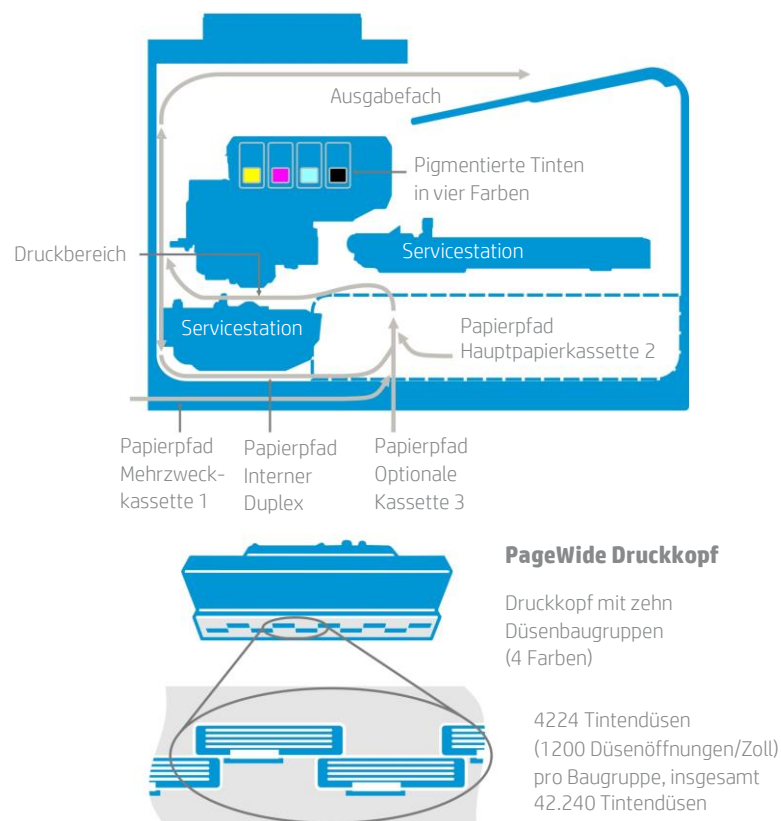 Ausgabefach
Pigmentierte Tinten
in vier Farben
Druckbereich
Servicestation
Servicestation
Papierpfad
Hauptpapierkassette 2
Papierpfad
Mehrzweck-
kassette 1
Papierpfad
Interner
Duplex
Papierpfad
Optionale
Kassette 3
PageWide Druckkopf
Druckkopf mit zehn
Düsenbaugruppen
(4 Farben)
4224 Tintendüsen
(1200 Düsenöffnungen/Zoll)
pro Baugruppe, insgesamt
42.240 Tintendüsen